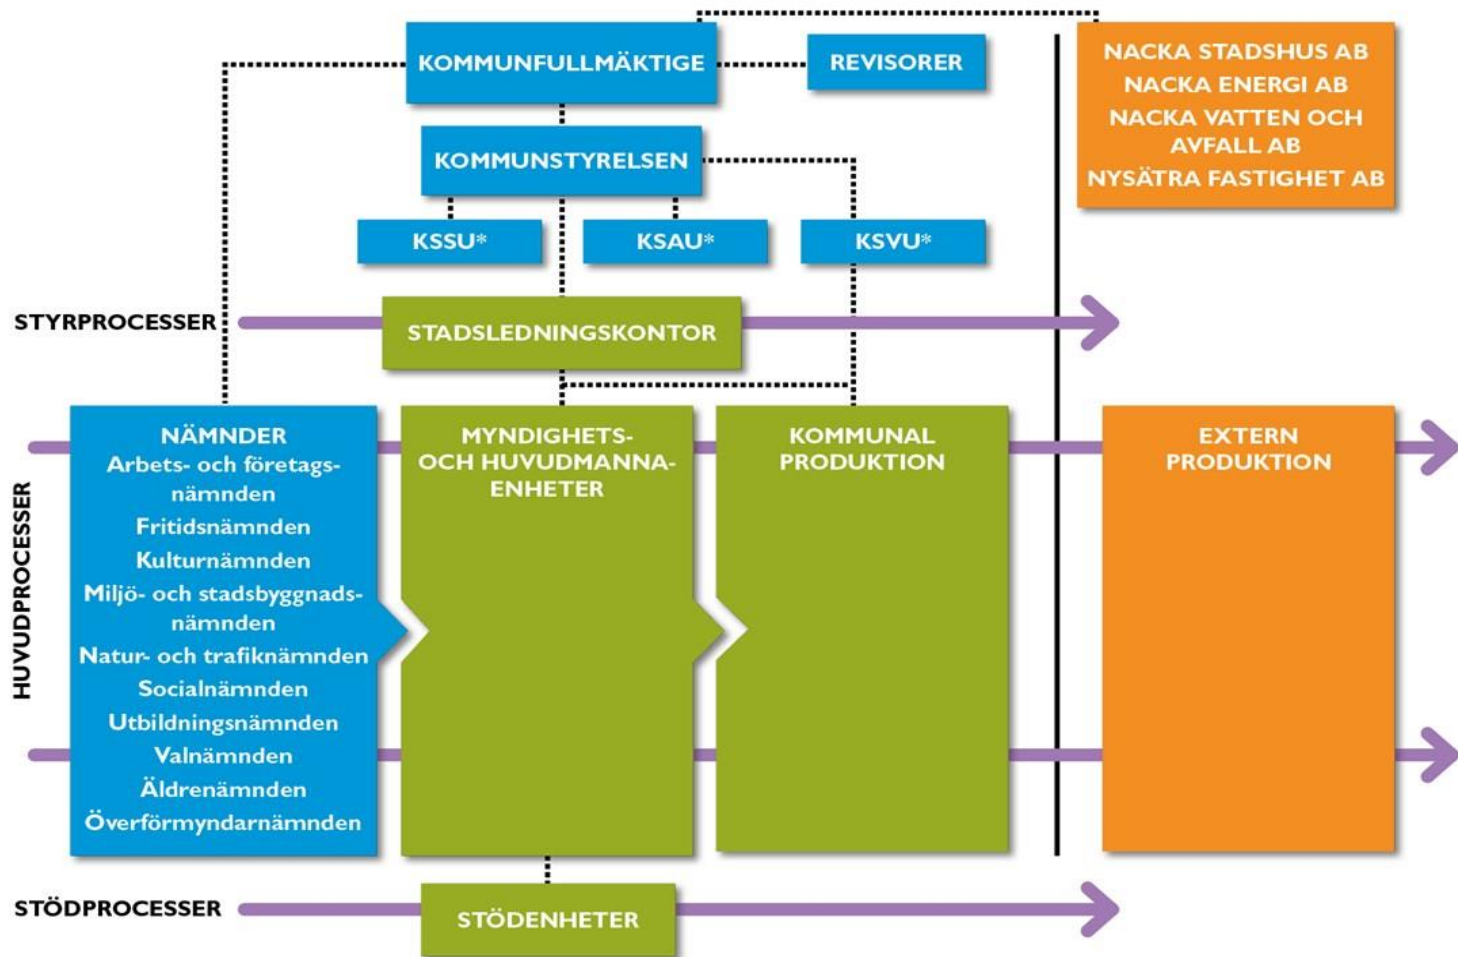 KOMMUNFULLMÄKTIGE
REVISORER
NACKA STADSHUS AB
NACKA ENERGI AB
NACKA VATTEN OCH
AVFALL AB
NYSÄTRA FASTIGHET AB
KOMMUNSTYRELSEN
KSSU*
KSAU*
KSVU*
STYRPROCESSER
STADSLEDNINGSKONTOR
HUVUDPROCESSER
NÄMNDER
Arbets- och företags-
nämnden
Fritidsnämnden
Kulturnämnden
Miljö- och stadsbyggnads-
nämnden
Natur- och trafiknämnden
Socialnämnden
Utbildningsnämnden
Valnämnden
Äldrenämnden
Överförmyndarnämnden
MYNDIGHETS-
OCH HUVUDMANNA-
ENHETER
KOMMUNAL
PRODUKTION
EXTERN
PRODUKTION
STÖDPROCESSER
STÖDENHETER